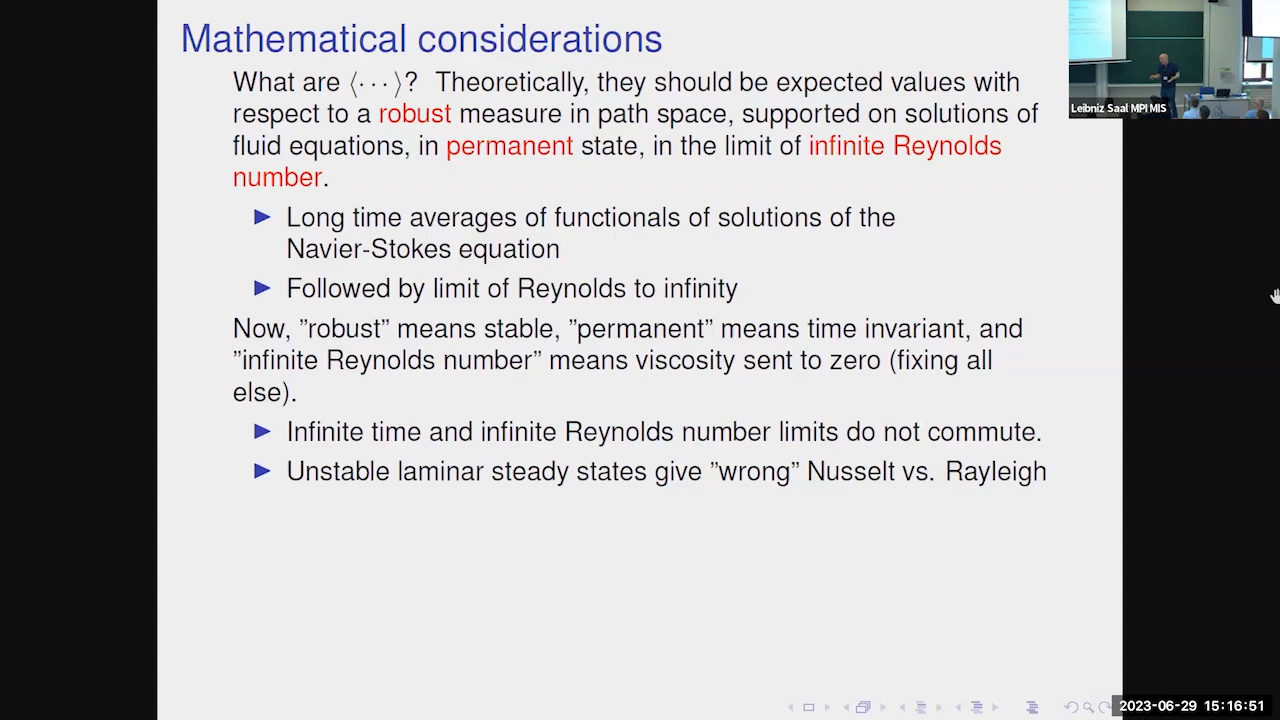 Mathematical considerations
What are ⟨· · ·⟩? Theoretically, they should be expected values with
respect to a robust measure in path space, supported on solutions of
fluid equations, in permanent state, in the limit of infinite Reynolds
number.
Long time averages of functionals of solutions of the
Navier-Stokes equation
Followed by limit of Reynolds to infinity
Now, ”robust” means stable, ”permanent” means time invariant, and
”infinite Reynolds number” means viscosity sent to zero (fixing all
else).
Infinite time and infinite Reynolds number limits do not commute.
Unstable laminar steady states give ”wrong” Nusselt vs. Rayleigh
Leibniz Saal MPI MIS
2023-06-29 15:16:51